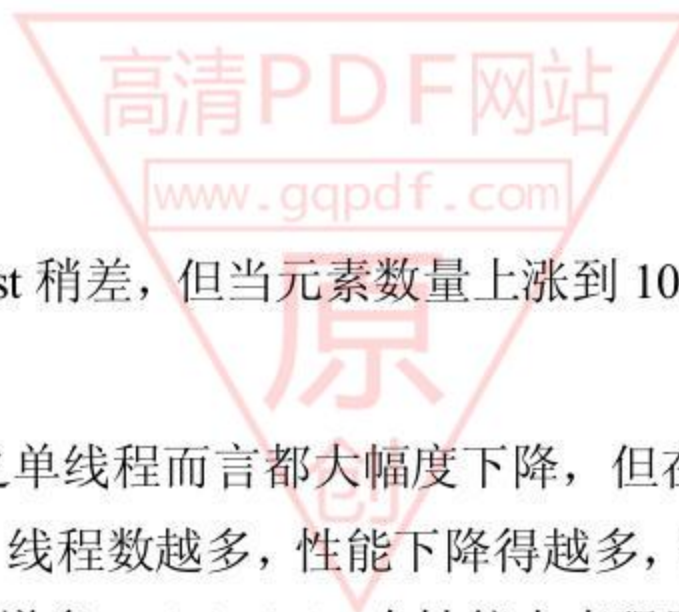 高清PDF网站
www.gqpdf.com
st 稍差，但当元素数量上涨到 10
原
单线程而言都大幅度下降，但在
创
线程数越多，性能下降得越多，